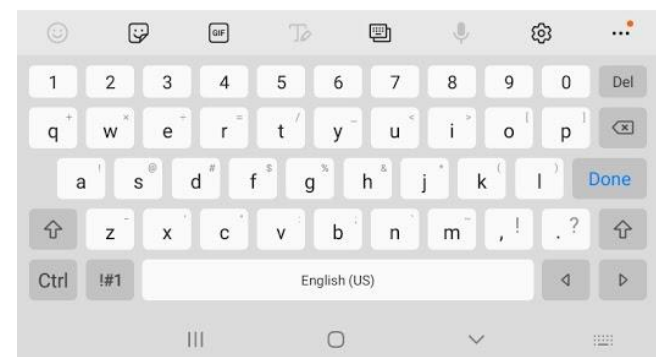 GIF T
1 2 3 4 5 6 7 8 9 0 Del
q + w × e ÷ r = t / y _ u < i > o [ p ]
a ! s @ d # f $ g % h & j * k ( l ) Done
z - x ' c " v : b ; n ` m ~ , ! . ?
Ctrl !#1 English (US)